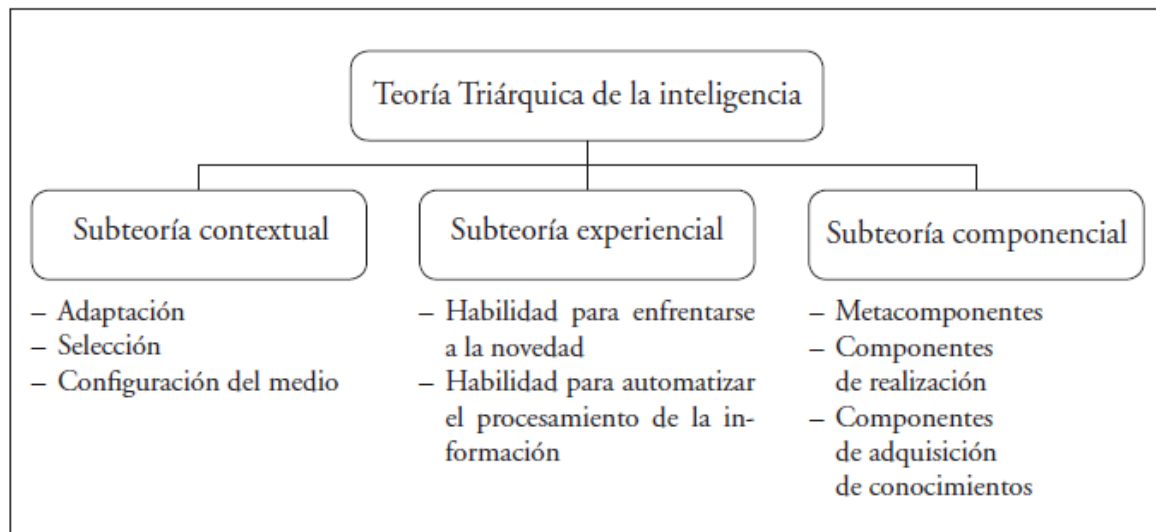 Teoría Triárquica de la inteligencia
Subteoría contextual
– Adaptación
– Selección
– Configuración del medio
Subteoría experiencial
– Habilidad para enfrentarse
a la novedad
– Habilidad para automatizar
el procesamiento de la in-
formación
Subteoría componencial
– Metacomponentes
– Componentes
de realización
– Componentes
de adquisición
de conocimientos